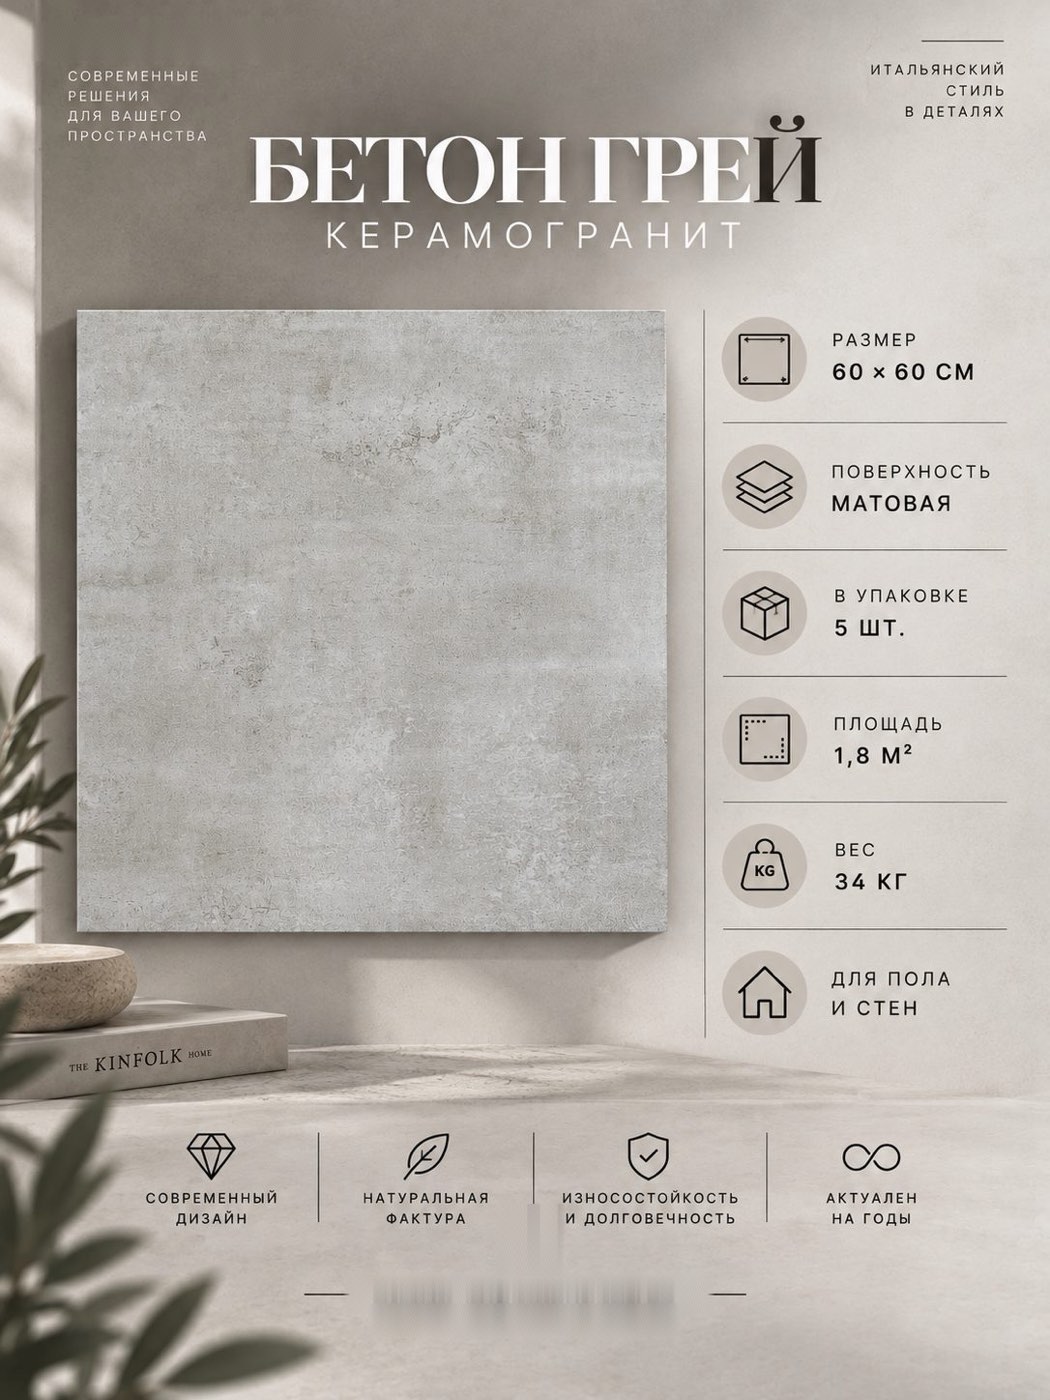 СОВРЕМЕННЫЕ
РЕШЕНИЯ
ДЛЯ ВАШЕГО
ПРОСТРАНСТВА
ИТАЛЬЯНСКИЙ
СТИЛЬ
В ДЕТАЛЯХ
БЕТОН ГРЕЙ
КЕРАМОГРАНИТ
РАЗМЕР
60 × 60 СМ
ПОВЕРХНОСТЬ
МАТОВАЯ
В УПАКОВКЕ
5 ШТ.
ПЛОЩАДЬ
1,8 М²
KG
ВЕС
34 КГ
ДЛЯ ПОЛА
И СТЕН
THE KINFOLK HOME
СОВРЕМЕННЫЙ
ДИЗАЙН
НАТУРАЛЬНАЯ
ФАКТУРА
ИЗНОСОСТОЙКОСТЬ
И ДОЛГОВЕЧНОСТЬ
АКТУАЛЕН
НА ГОДЫ